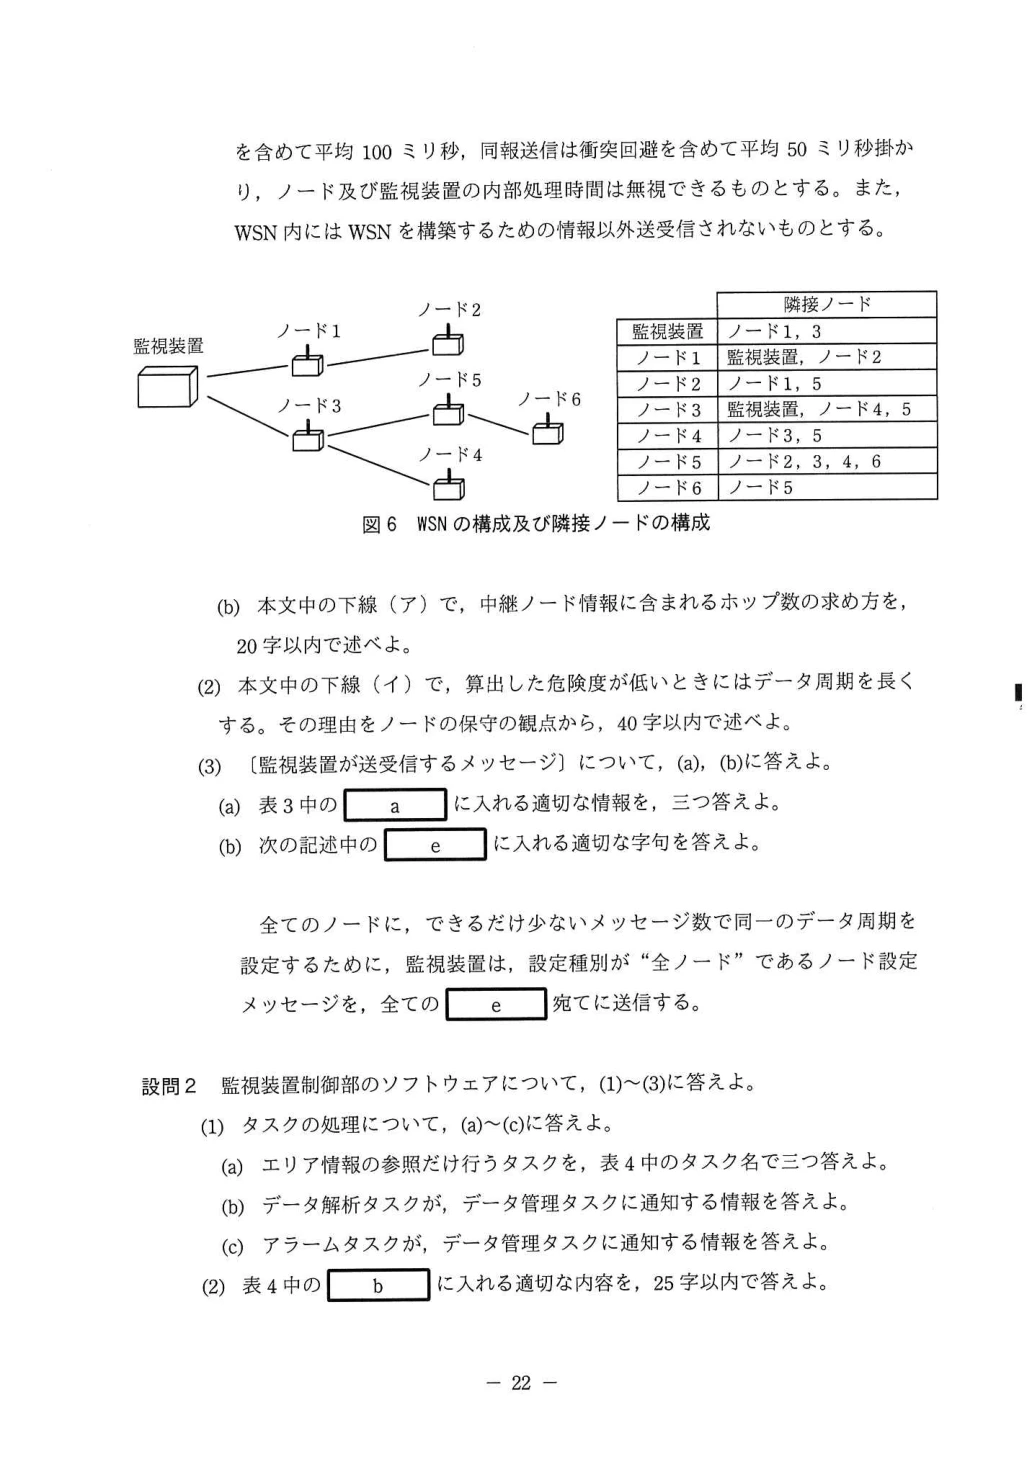 を含めて平均 100 ミリ秒，同報送信は衝突回避を含めて平均 50 ミリ秒掛か
り，ノード及び監視装置の内部処理時間は無視できるものとする。また，
WSN 内には WSN を構築するための情報以外送受信されないものとする。
監視装置
ノード1
ノード2
ノード3
ノード5
ノード4
ノード6
隣接ノード
監視装置 ノード1，3
ノード1 監視装置，ノード2
ノード2 ノード1，5
ノード3 監視装置，ノード4，5
ノード4 ノード3，5
ノード5 ノード2，3，4，6
ノード6 ノード5
図6 WSN の構成及び隣接ノードの構成
(b) 本文中の下線（ア）で，中継ノード情報に含まれるホップ数の求め方を，
20 字以内で述べよ。
(2) 本文中の下線（イ）で，算出した危険度が低いときにはデータ周期を長く
する。その理由をノードの保守の観点から，40 字以内で述べよ。
(3) 〔監視装置が送受信するメッセージ〕について，(a)，(b)に答えよ。
(a) 表 3 中の a に入れる適切な情報を，三つ答えよ。
(b) 次の記述中の e に入れる適切な字句を答えよ。
全てのノードに，できるだけ少ないメッセージ数で同一のデータ周期を
設定するために，監視装置は，設定種別が“全ノード”であるノード設定
メッセージを，全ての e 宛てに送信する。
設問2 監視装置制御部のソフトウェアについて，(1)～(3)に答えよ。
(1) タスクの処理について，(a)～(c)に答えよ。
(a) エリア情報の参照だけ行うタスクを，表 4 中のタスク名で三つ答えよ。
(b) データ解析タスクが，データ管理タスクに通知する情報を答えよ。
(c) アラームタスクが，データ管理タスクに通知する情報を答えよ。
(2) 表 4 中の b に入れる適切な内容を，25 字以内で答えよ。
－ 22 －